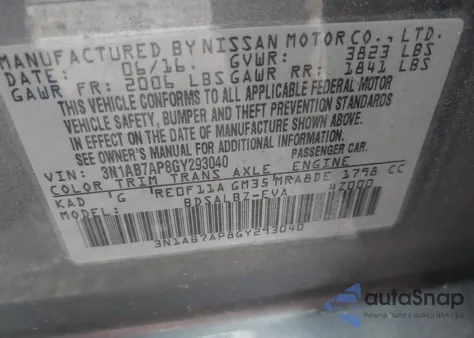 MANUFACTURED BY NISSAN MOTOR CO., LTD.
DATE: 06/16. GVWR: 3823 LBS
GAWR FR: 2006 LBS GAWR RR: 1841 LBS
THIS VEHICLE CONFORMS TO ALL APPLICABLE FEDERAL MOTOR
VEHICLE SAFETY, BUMPER AND THEFT PREVENTION STANDARDS
IN EFFECT ON THE DATE OF MANUFACTURE SHOWN ABOVE.
SEE OWNER'S MANUAL FOR ADDITIONAL INFORMATION.
VIN: 3N1AB7AP8GY293040 PASSENGER CAR
COLOR TRIM TRANS AXLE ENGINE
KAD G RE0F11A GM35 MRA8DE 1798 CC
MODEL: BDSALBZ-EVA 4Z000
3N1AB7AP8GY293040
autoSnap